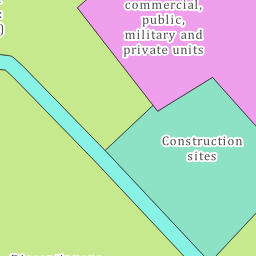 commercial,
public,
military and
private units
:
)
Construction
sites